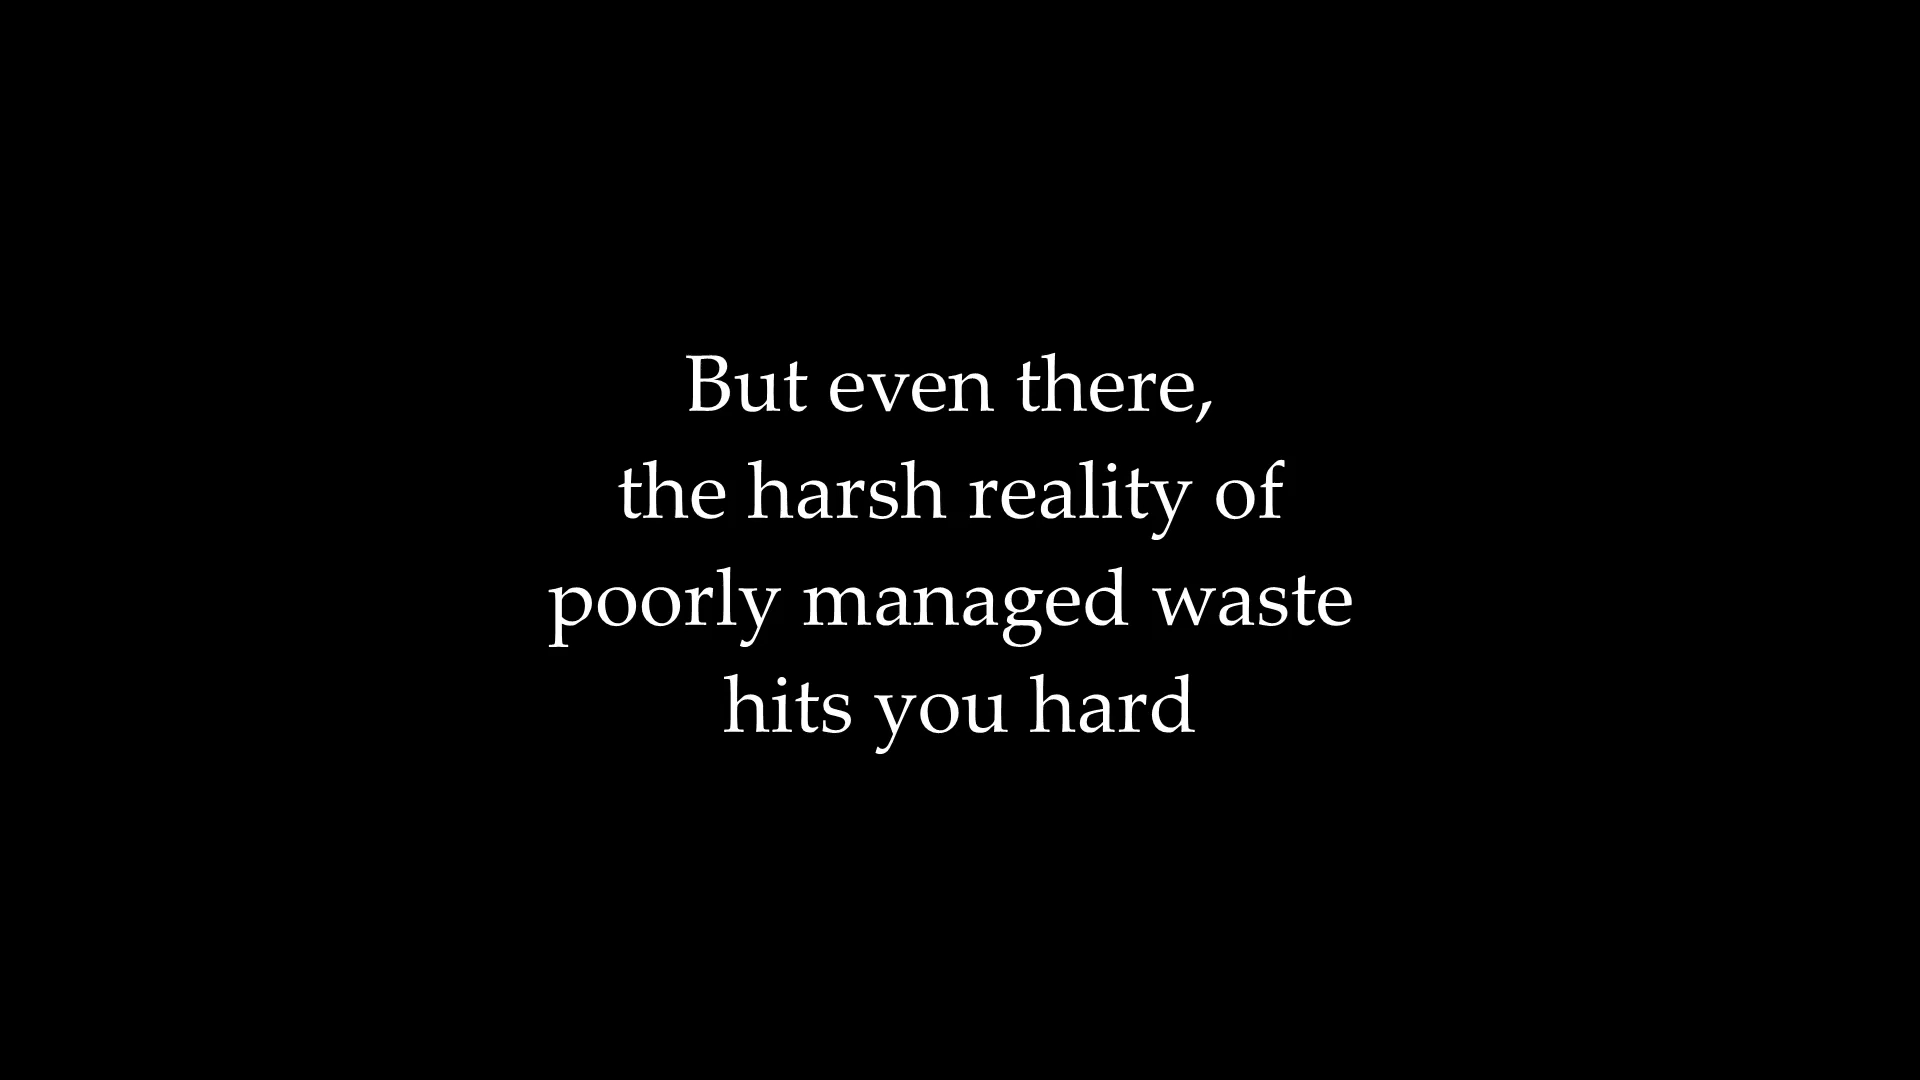 But even there,
the harsh reality of
poorly managed waste
hits you hard